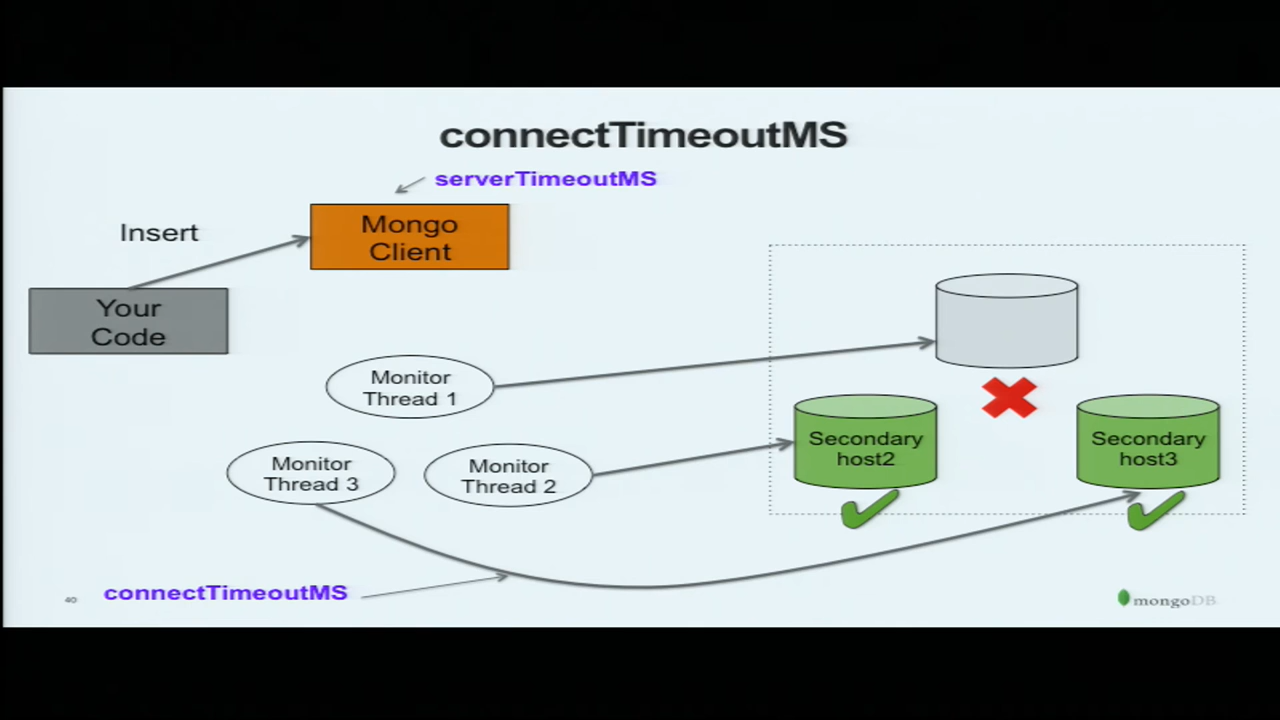 connectTimeoutMS
serverTimeoutMS
Insert
Mongo
Client
Your
Code
Monitor
Thread 1
Monitor
Thread 3
Monitor
Thread 2
Secondary
host2
Secondary
host3
connectTimeoutMS
40
mongoDB